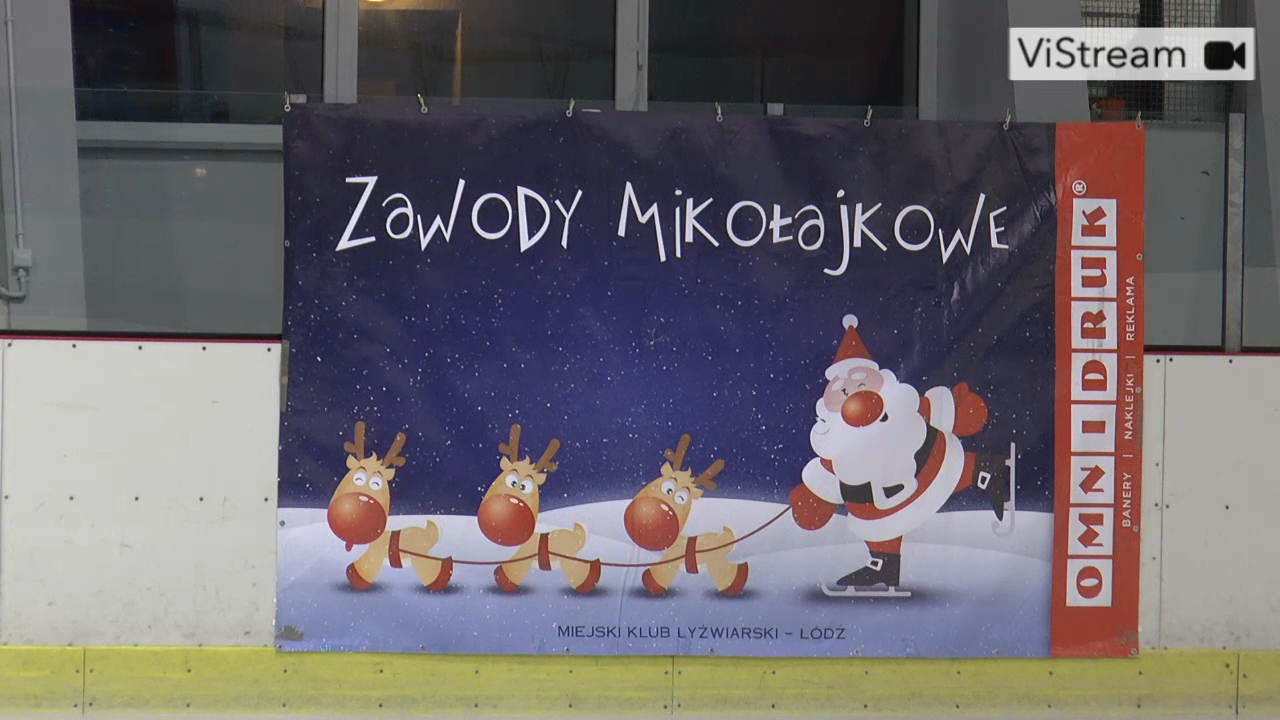 ViStream
Zawody Mikołajkowe
OMNIDRUK®
BANERY | NAKLEJKI | REKLAMA
MIEJSKI KLUB ŁYŻWIARSKI – ŁÓDŹ